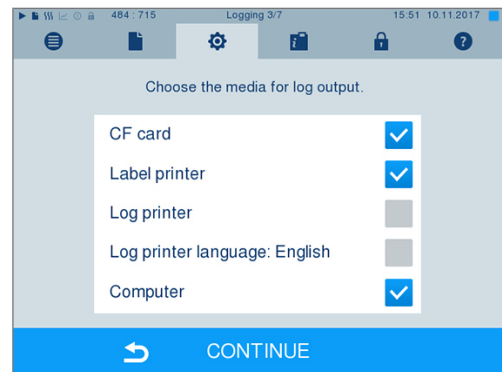 484 : 715 Logging 3/7 15:51 10.11.2017
Choose the media for log output.
CF card
Label printer
Log printer
Log printer language: English
Computer
CONTINUE